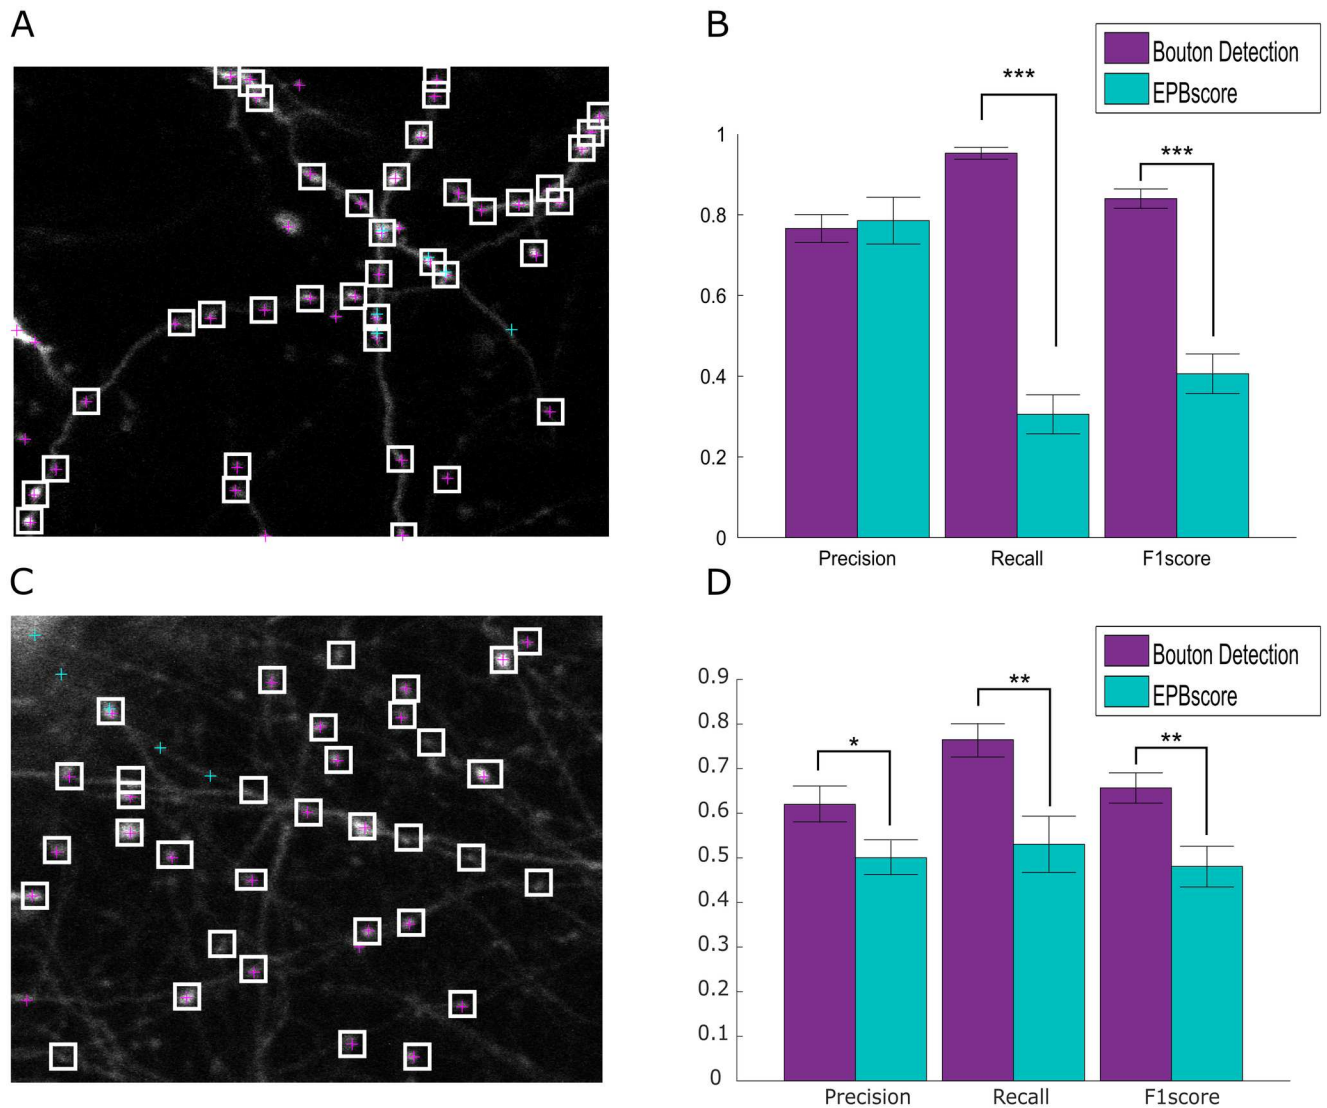 A
B
Bouton Detection
EPBscore
***
***
1
0.8
0.6
0.4
0.2
0
Precision
Recall
F1score
C
D
Bouton Detection
EPBscore
*
**
**
0.9
0.8
0.7
0.6
0.5
0.4
0.3
0.2
0.1
0
Precision
Recall
F1score